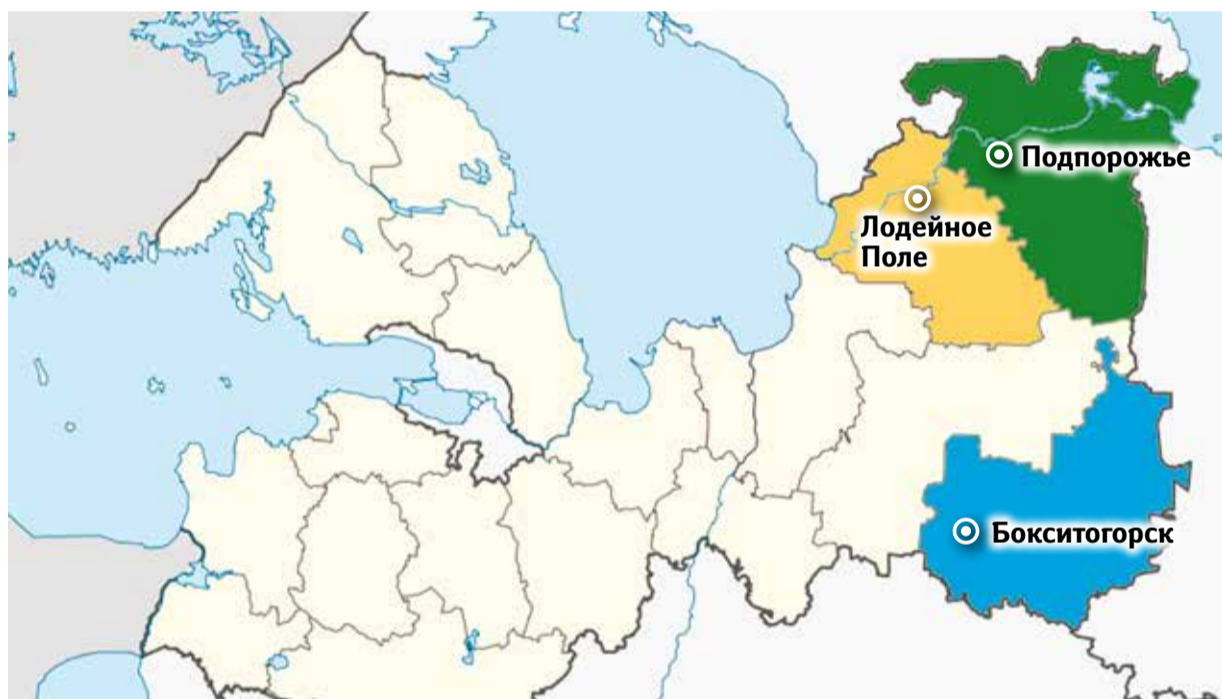 Подпорожье
Лодейное
Поле
Бокситогорск